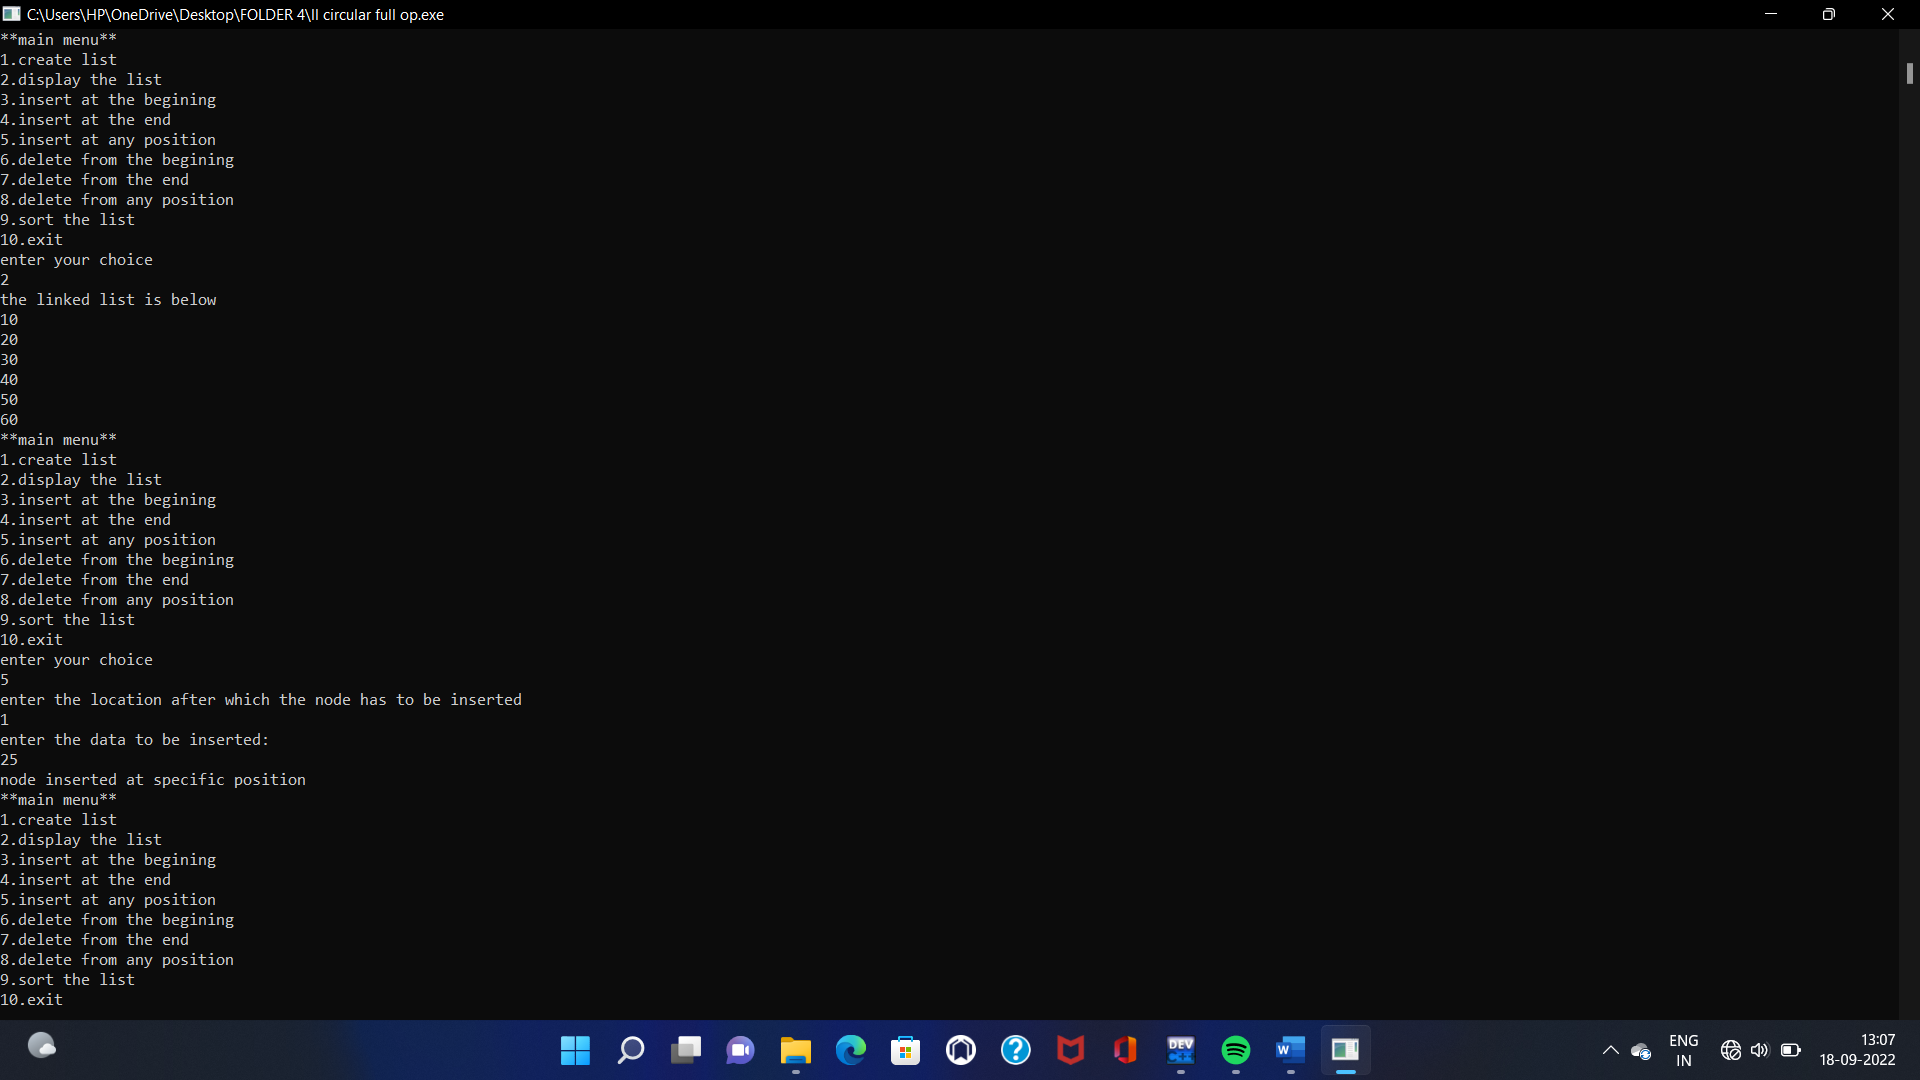 C:\Users\HP\OneDrive\Desktop\FOLDER 4\ll circular full op.exe
**main menu**
1.create list
2.display the list
3.insert at the begining
4.insert at the end
5.insert at any position
6.delete from the begining
7.delete from the end
8.delete from any position
9.sort the list
10.exit
enter your choice
2
the linked list is below
10
20
30
40
50
60
**main menu**
1.create list
2.display the list
3.insert at the begining
4.insert at the end
5.insert at any position
6.delete from the begining
7.delete from the end
8.delete from any position
9.sort the list
10.exit
enter your choice
5
enter the location after which the node has to be inserted
1
enter the data to be inserted:
25
node inserted at specific position
**main menu**
1.create list
2.display the list
3.insert at the begining
4.insert at the end
5.insert at any position
6.delete from the begining
7.delete from the end
8.delete from any position
9.sort the list
10.exit
DEV
C++
W
ENG
IN
13:07
18-09-2022